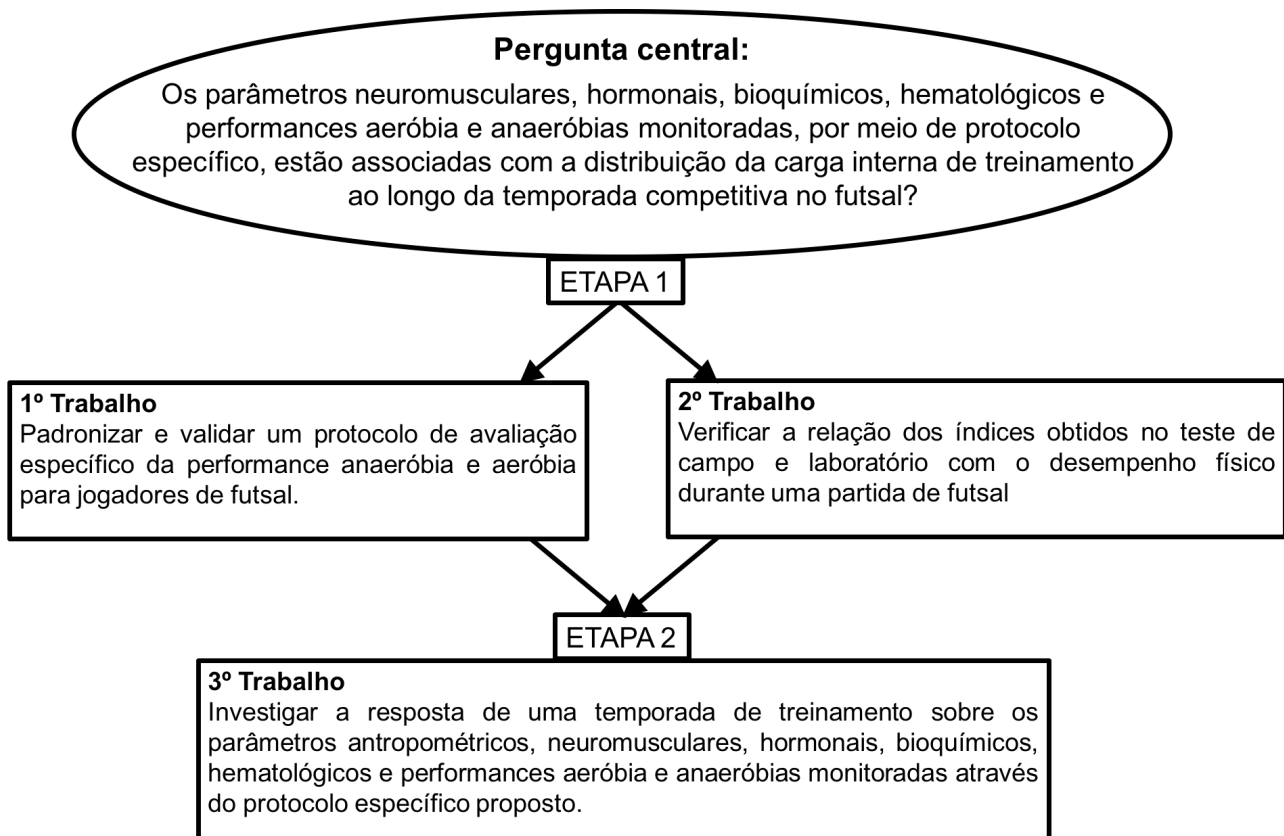 Pergunta central:
Os parâmetros neuromusculares, hormonais, bioquímicos, hematológicos e
performances aeróbia e anaeróbias monitoradas, por meio de protocolo
específico, estão associadas com a distribuição da carga interna de treinamento
ao longo da temporada competitiva no futsal?
ETAPA 1
1º Trabalho
Padronizar e validar um protocolo de avaliação
específico da performance anaeróbia e aeróbia
para jogadores de futsal.
2º Trabalho
Verificar a relação dos índices obtidos no teste de
campo e laboratório com o desempenho físico
durante uma partida de futsal
ETAPA 2
3º Trabalho
Investigar a resposta de uma temporada de treinamento sobre os
parâmetros antropométricos, neuromusculares, hormonais, bioquímicos,
hematológicos e performances aeróbia e anaeróbias monitoradas através
do protocolo específico proposto.